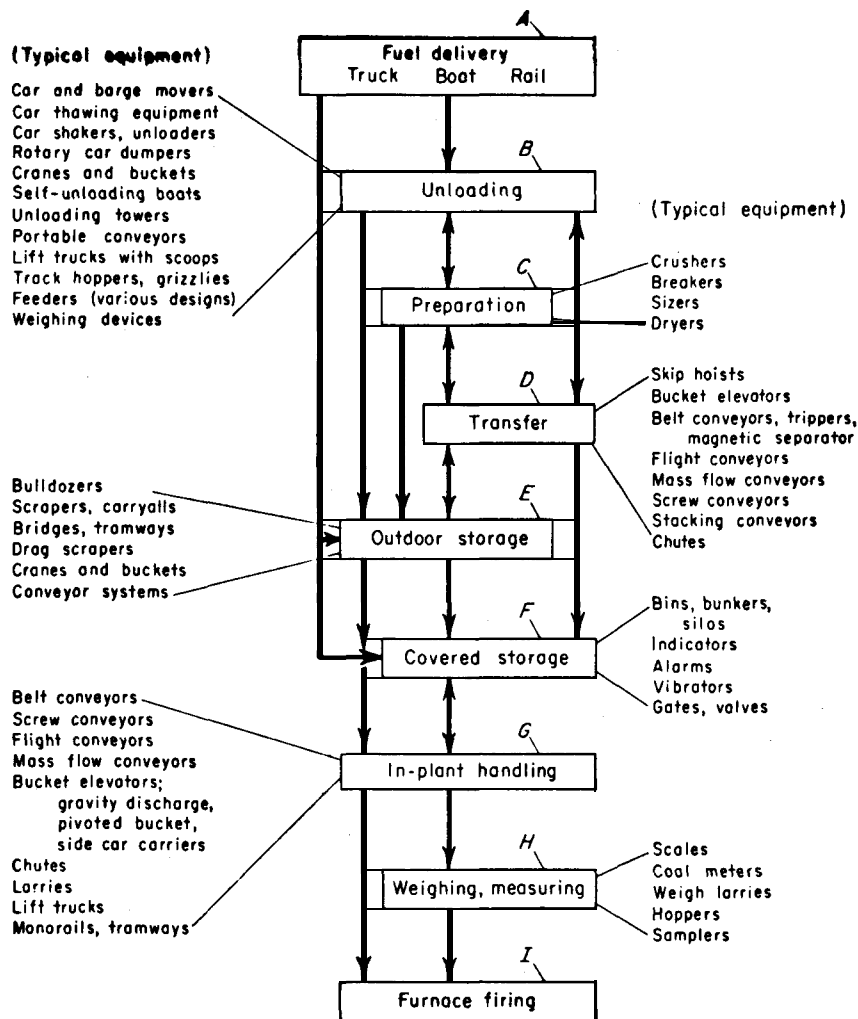 A
Fuel delivery
Truck Boat Rail
(Typical equipment)
Car and barge movers
Car thawing equipment
Car shakers, unloaders
Rotary car dumpers
Cranes and buckets
Self-unloading boats
Unloading towers
Portable conveyors
Lift trucks with scoops
Track hoppers, grizzlies
Feeders (various designs)
Weighing devices
B
Unloading
(Typical equipment)
C
Preparation
Crushers
Breakers
Sizers
Dryers
D
Transfer
Skip hoists
Bucket elevators
Belt conveyors, trippers,
magnetic separator
Flight conveyors
Mass flow conveyors
Screw conveyors
Stacking conveyors
Chutes
Bulldozers
Scrapers, carryalls
Bridges, tramways
Drag scrapers
Cranes and buckets
Conveyor systems
E
Outdoor storage
F
Covered storage
Bins, bunkers,
silos
Indicators
Alarms
Vibrators
Gates, valves
Belt conveyors
Screw conveyors
Flight conveyors
Mass flow conveyors
Bucket elevators;
gravity discharge,
pivoted bucket,
side car carriers
Chutes
Larries
Lift trucks
Monorails, tramways
G
In-plant handling
H
Weighing, measuring
Scales
Coal meters
Weigh larries
Hoppers
Samplers
I
Furnace firing